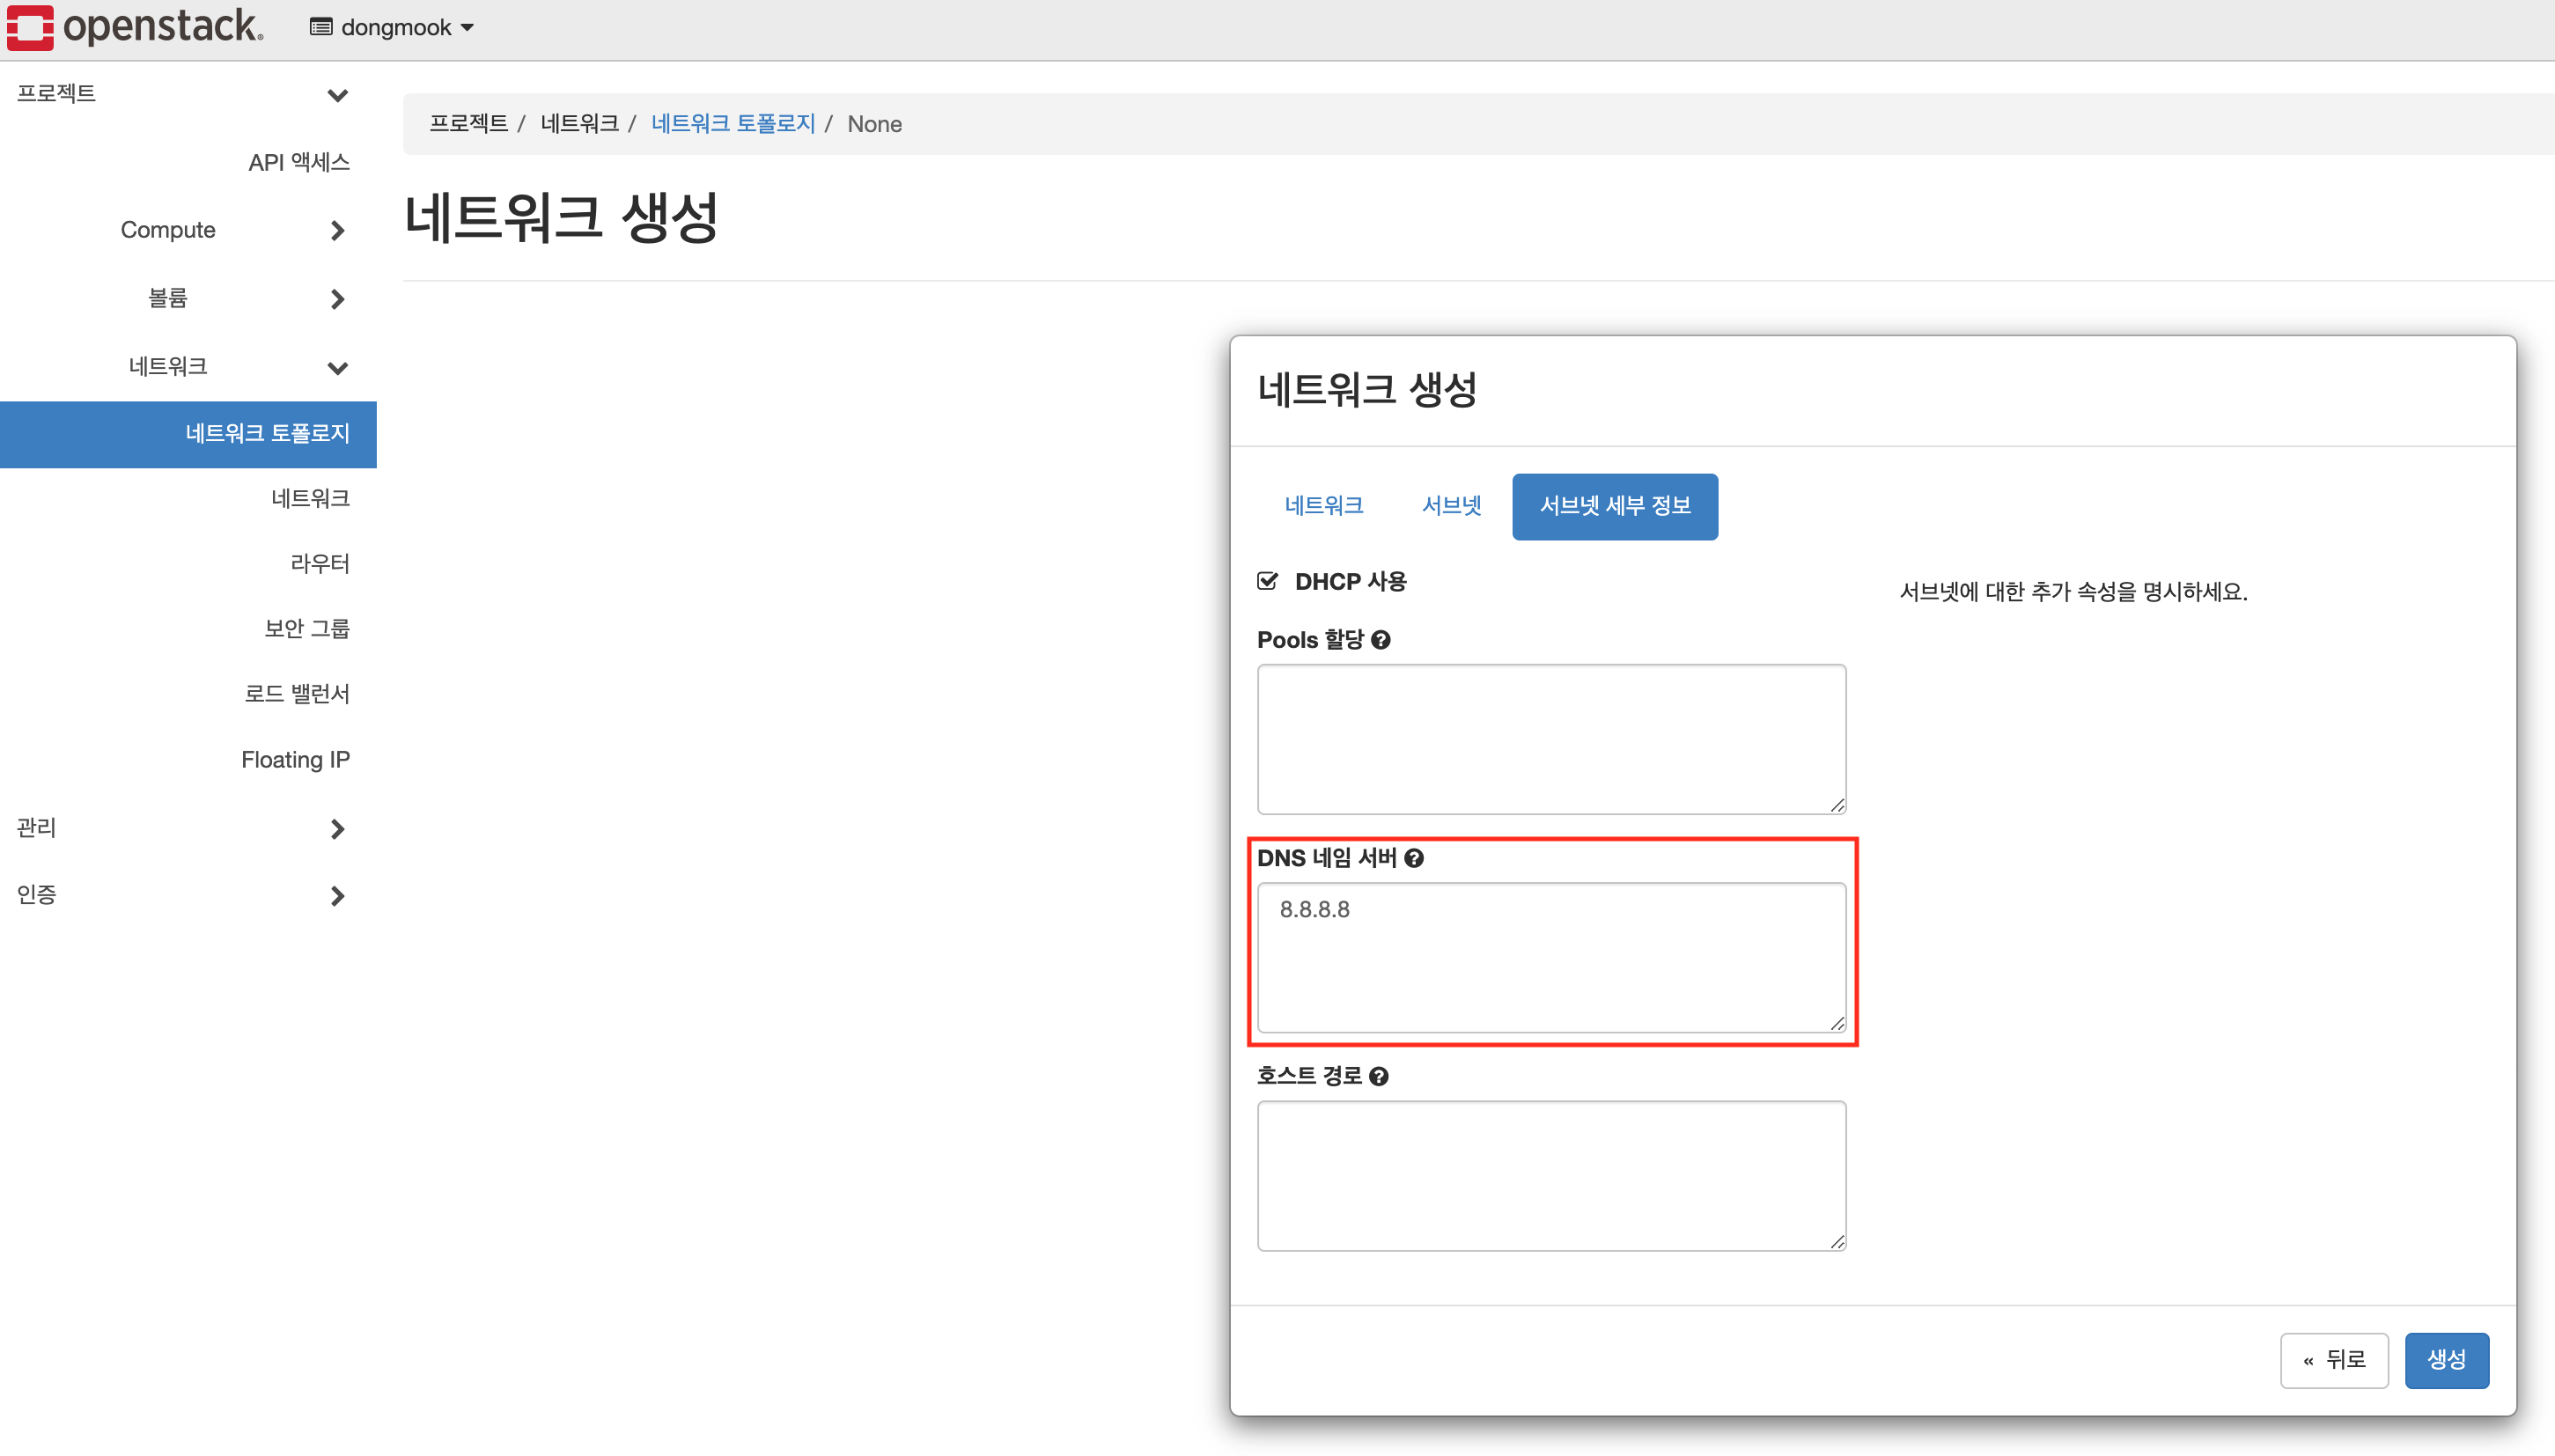 openstack. dongmook
프로젝트
API 액세스
Compute
볼륨
네트워크
네트워크 토폴로지
네트워크
라우터
보안 그룹
로드 밸런서
Floating IP
관리
인증
프로젝트 / 네트워크 / 네트워크 토폴로지 / None
네트워크 생성
네트워크 생성
네트워크 서브넷 서브넷 세부 정보
DHCP 사용
서브넷에 대한 추가 속성을 명시하세요.
Pools 할당
DNS 네임 서버
8.8.8.8
호스트 경로
« 뒤로 생성